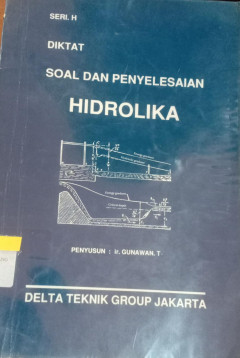 SERI. H
DIKTAT
SOAL DAN PENYELESAIAN
HIDROLIKA
PENYUSUN : ir. GUNAWAN. T
DELTA TEKNIK GROUP JAKARTA